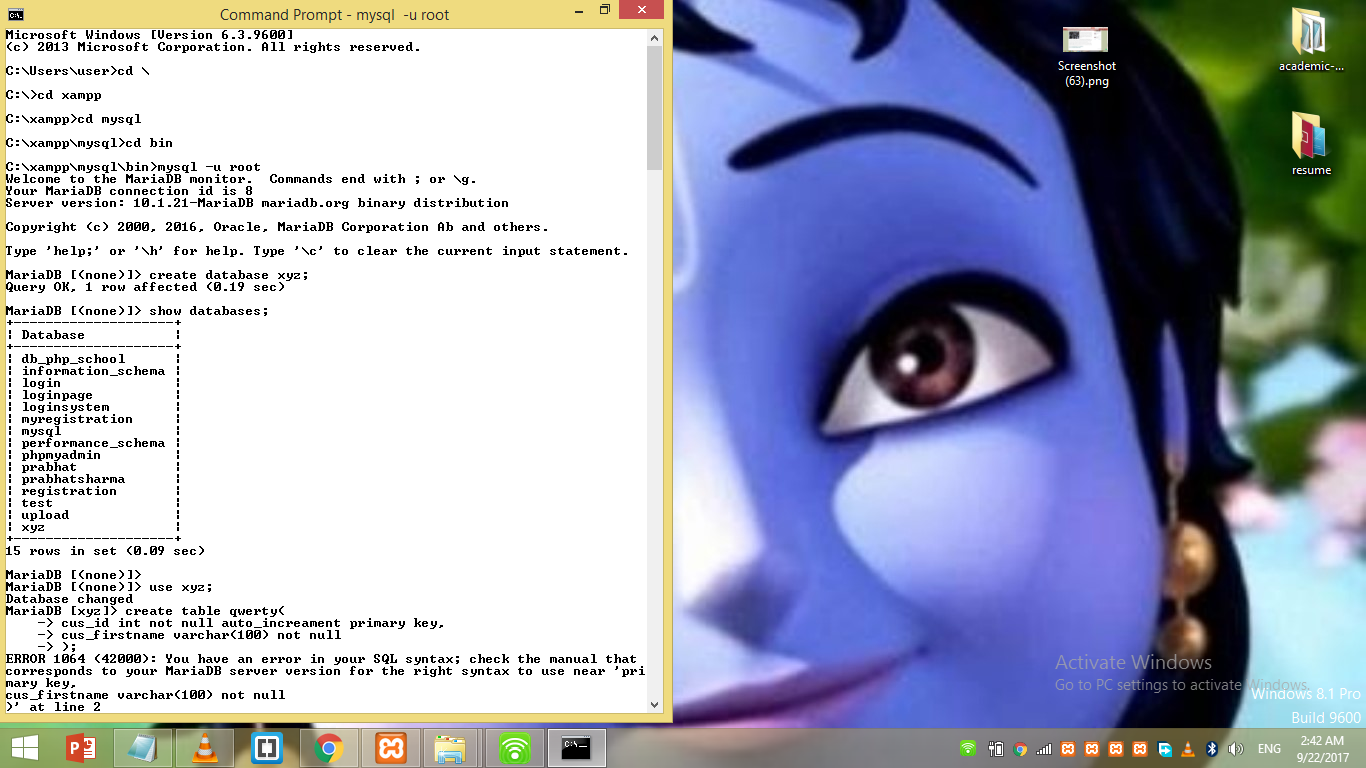 Command Prompt - mysql  -u root
Microsoft Windows [Version 6.3.9600]
(c) 2013 Microsoft Corporation. All rights reserved.
C:\Users\user>cd \
C:\>cd xampp
C:\xampp>cd mysql
C:\xampp\mysql>cd bin
C:\xampp\mysql\bin>mysql -u root
Welcome to the MariaDB monitor.  Commands end with ; or \g.
Your MariaDB connection id is 8
Server version: 10.1.21-MariaDB mariadb.org binary distribution
Copyright (c) 2000, 2016, Oracle, MariaDB Corporation Ab and others.
Type 'help;' or '\h' for help. Type '\c' to clear the current input statement.
MariaDB [(none)]> create database xyz;
Query OK, 1 row affected (0.19 sec)
MariaDB [(none)]> show databases;
+--------------------+
| Database           |
+--------------------+
| db_php_school      |
| information_schema |
| login              |
| loginpage          |
| loginsystem        |
| myregistration     |
| mysql              |
| performance_schema |
| phpmyadmin         |
| prabhat            |
| prabhatsharma      |
| registration       |
| test               |
| upload             |
| xyz                |
+--------------------+
15 rows in set (0.09 sec)
MariaDB [(none)]>
MariaDB [(none)]> use xyz;
Database changed
MariaDB [xyz]> create table qwerty(
    -> cus_id int not null auto_increament primary key,
    -> cus_firstname varchar(100) not null
    -> );
ERROR 1064 (42000): You have an error in your SQL syntax; check the manual that
corresponds to your MariaDB server version for the right syntax to use near 'pri
mary key,
cus_firstname varchar(100) not null
)' at line 2
Screenshot
(63).png
academic-...
resume
Activate Windows
Go to PC settings to activate Windows.
Windows 8.1 Pro
Build 9600
ENG
2:42 AM
9/22/2017